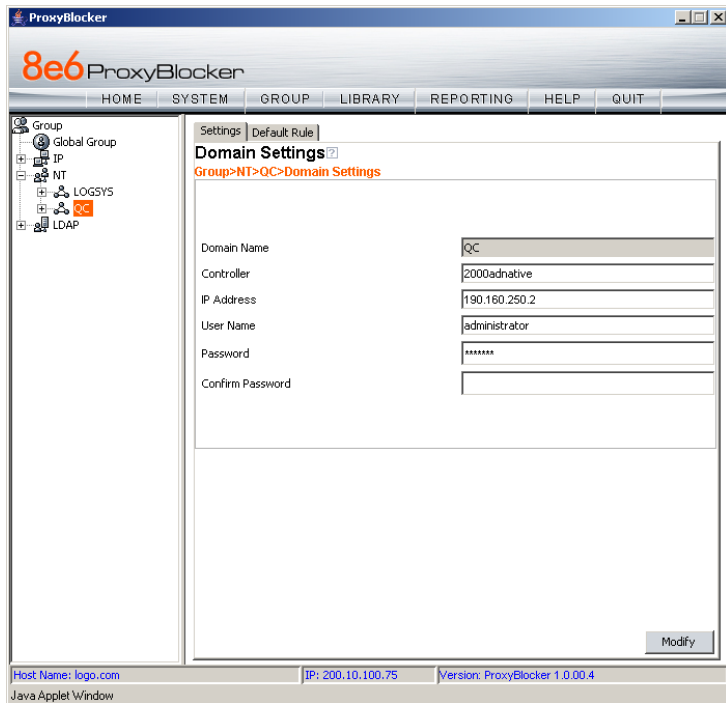 ProxyBlocker
8e6 ProxyBlocker
HOME SYSTEM GROUP LIBRARY REPORTING HELP QUIT
Group
Global Group
IP
NT
LOGSYS
QC
LDAP
Settings Default Rule
Domain Settings ?
Group>NT>QC>Domain Settings
Domain Name QC
Controller 2000adnative
IP Address 190.160.250.2
User Name administrator
Password *******
Confirm Password
Modify
Host Name: logo.com IP: 200.10.100.75 Version: ProxyBlocker 1.0.00.4
Java Applet Window